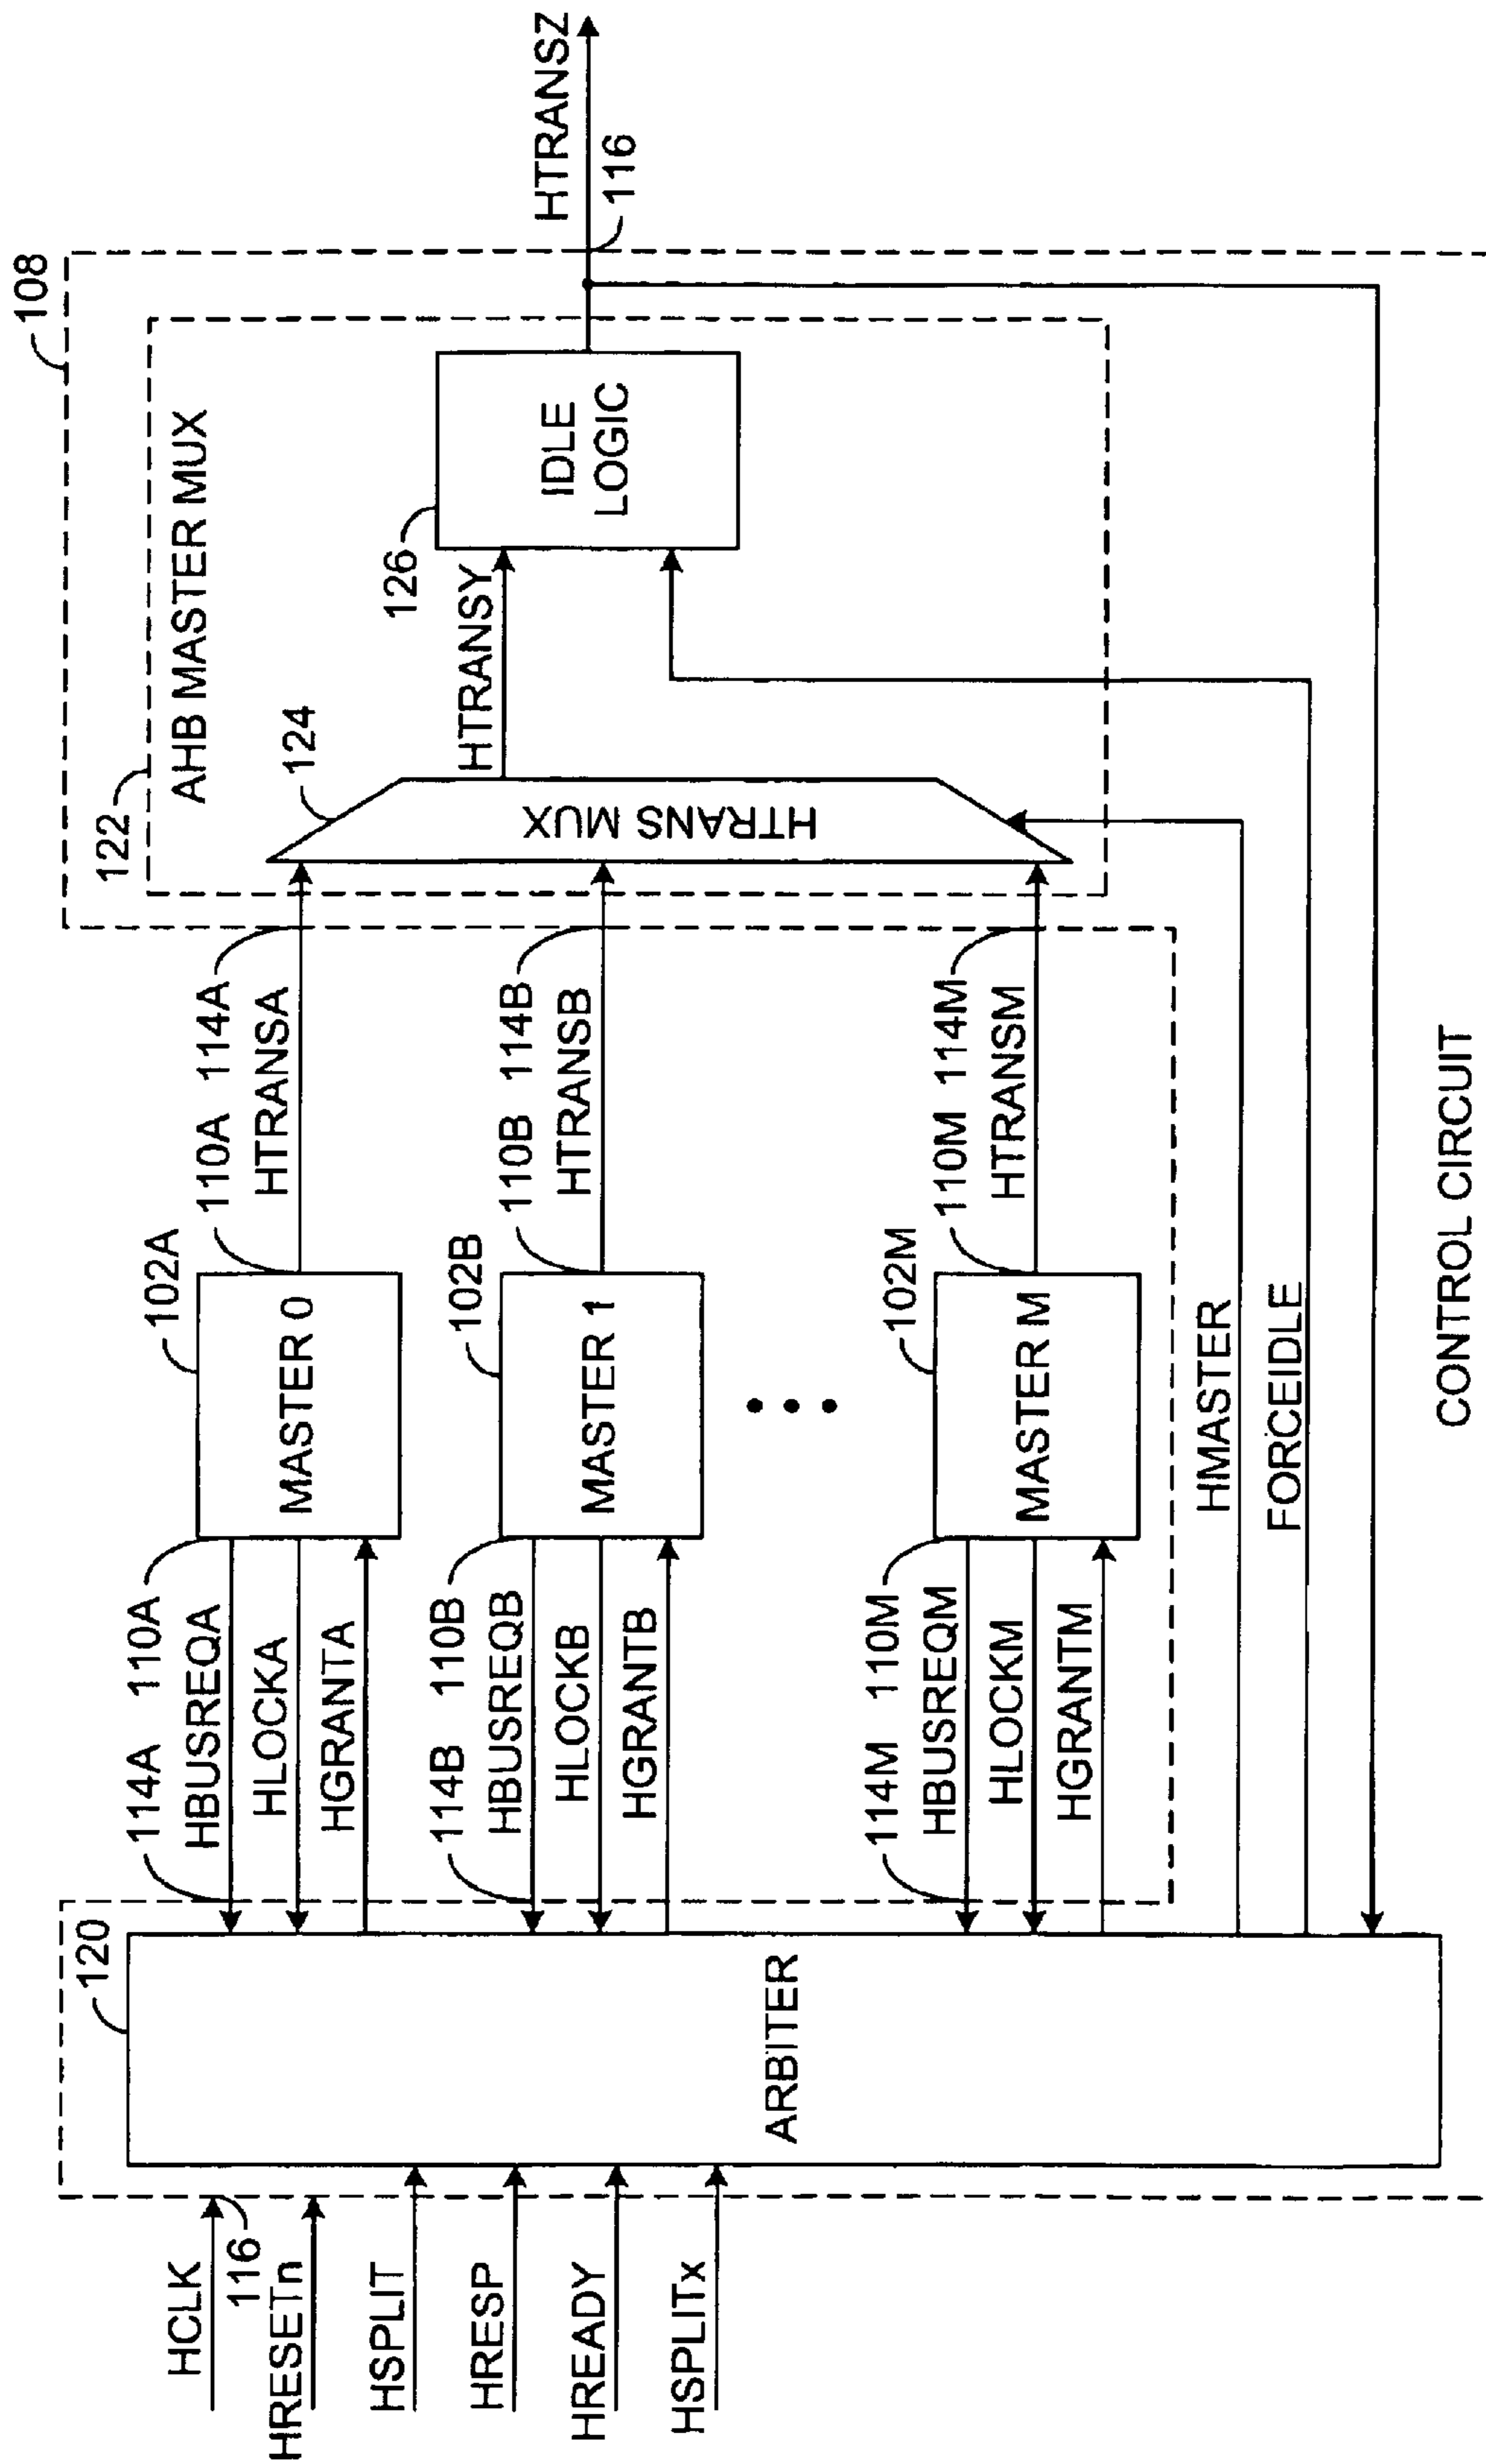 108
122
AHB MASTER MUX
HCLK
116
HRESETn
HSPLIT
HRESP
HREADY
HSPLITx
120
ARBITER
114A 110A
HBUSREQA
HLOCKA
HGRANTA
114B 110B
HBUSREQB
HLOCKB
HGRANTB
114M 110M
HBUSREQM
HLOCKM
HGRANTM
102A
MASTER 0
102B
MASTER 1
102M
MASTER M
110A 114A
HTRANSA
110B 114B
HTRANSB
110M 114M
HTRANSM
124
HTRANS MUX
HTRANSY
126
IDLE
LOGIC
HTRANSZ
116
HMASTER
FORCEIDLE
CONTROL CIRCUIT